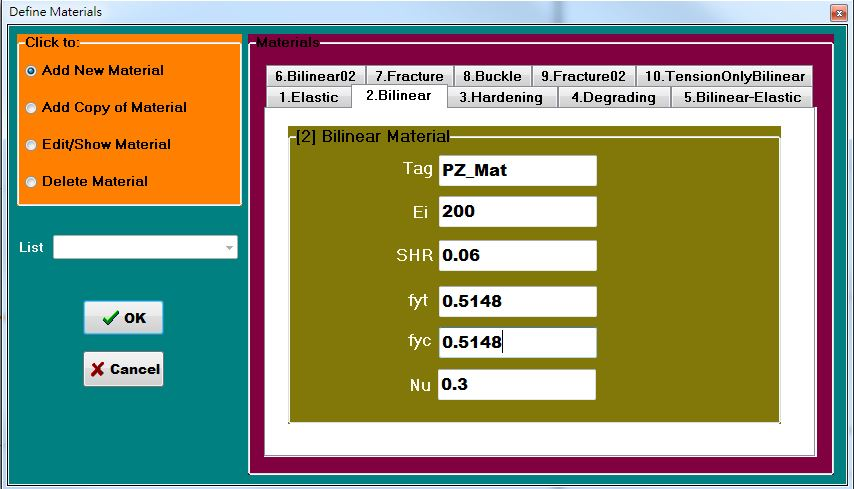 Define Materials
Click to:
Add New Material
Add Copy of Material
Edit/Show Material
Delete Material
List
OK
Cancel
Materials
6.Bilinear02 7.Fracture 8.Buckle 9.Fracture02 10.TensionOnlyBilinear
1.Elastic 2.Bilinear 3.Hardening 4.Degrading 5.Bilinear-Elastic
[2] Bilinear Material
Tag PZ_Mat
Ei 200
SHR 0.06
fyt 0.5148
fyc 0.5148
Nu 0.3